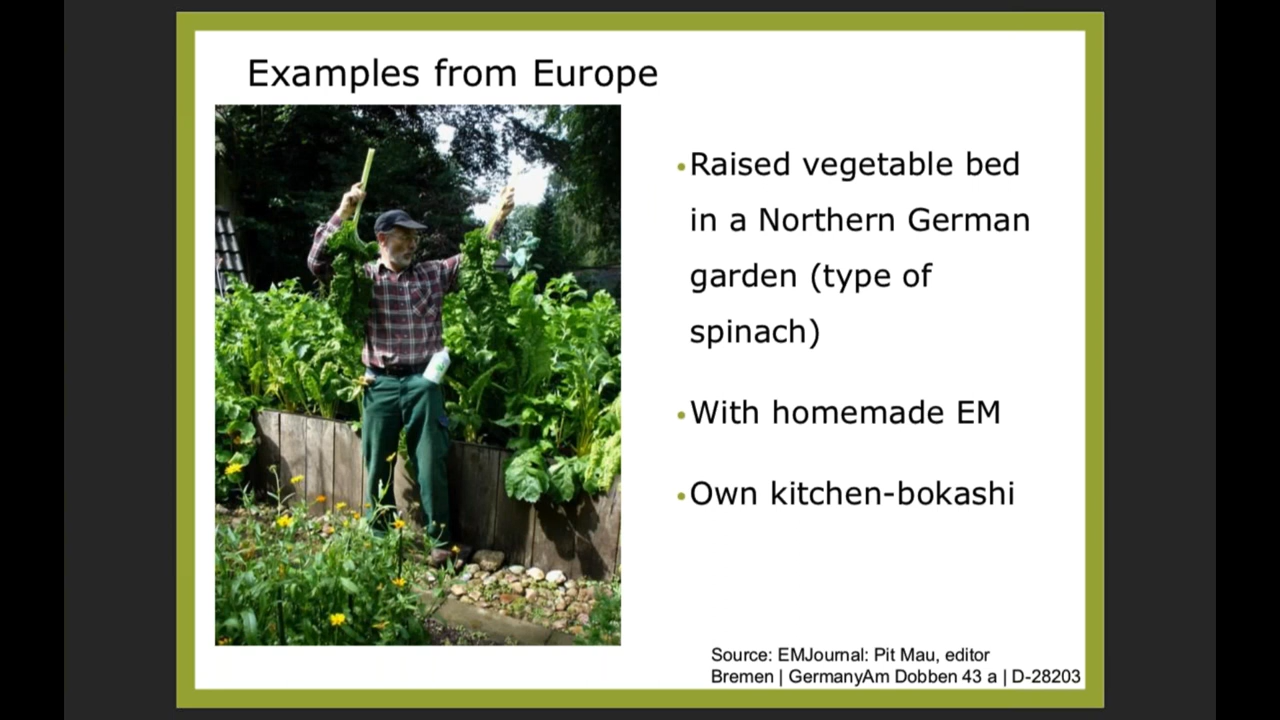 Examples from Europe
•Raised vegetable bed
in a Northern German
garden (type of
spinach)
•With homemade EM
•Own kitchen-bokashi
Source: EMJournal: Pit Mau, editor
Bremen | GermanyAm Dobben 43 a | D-28203